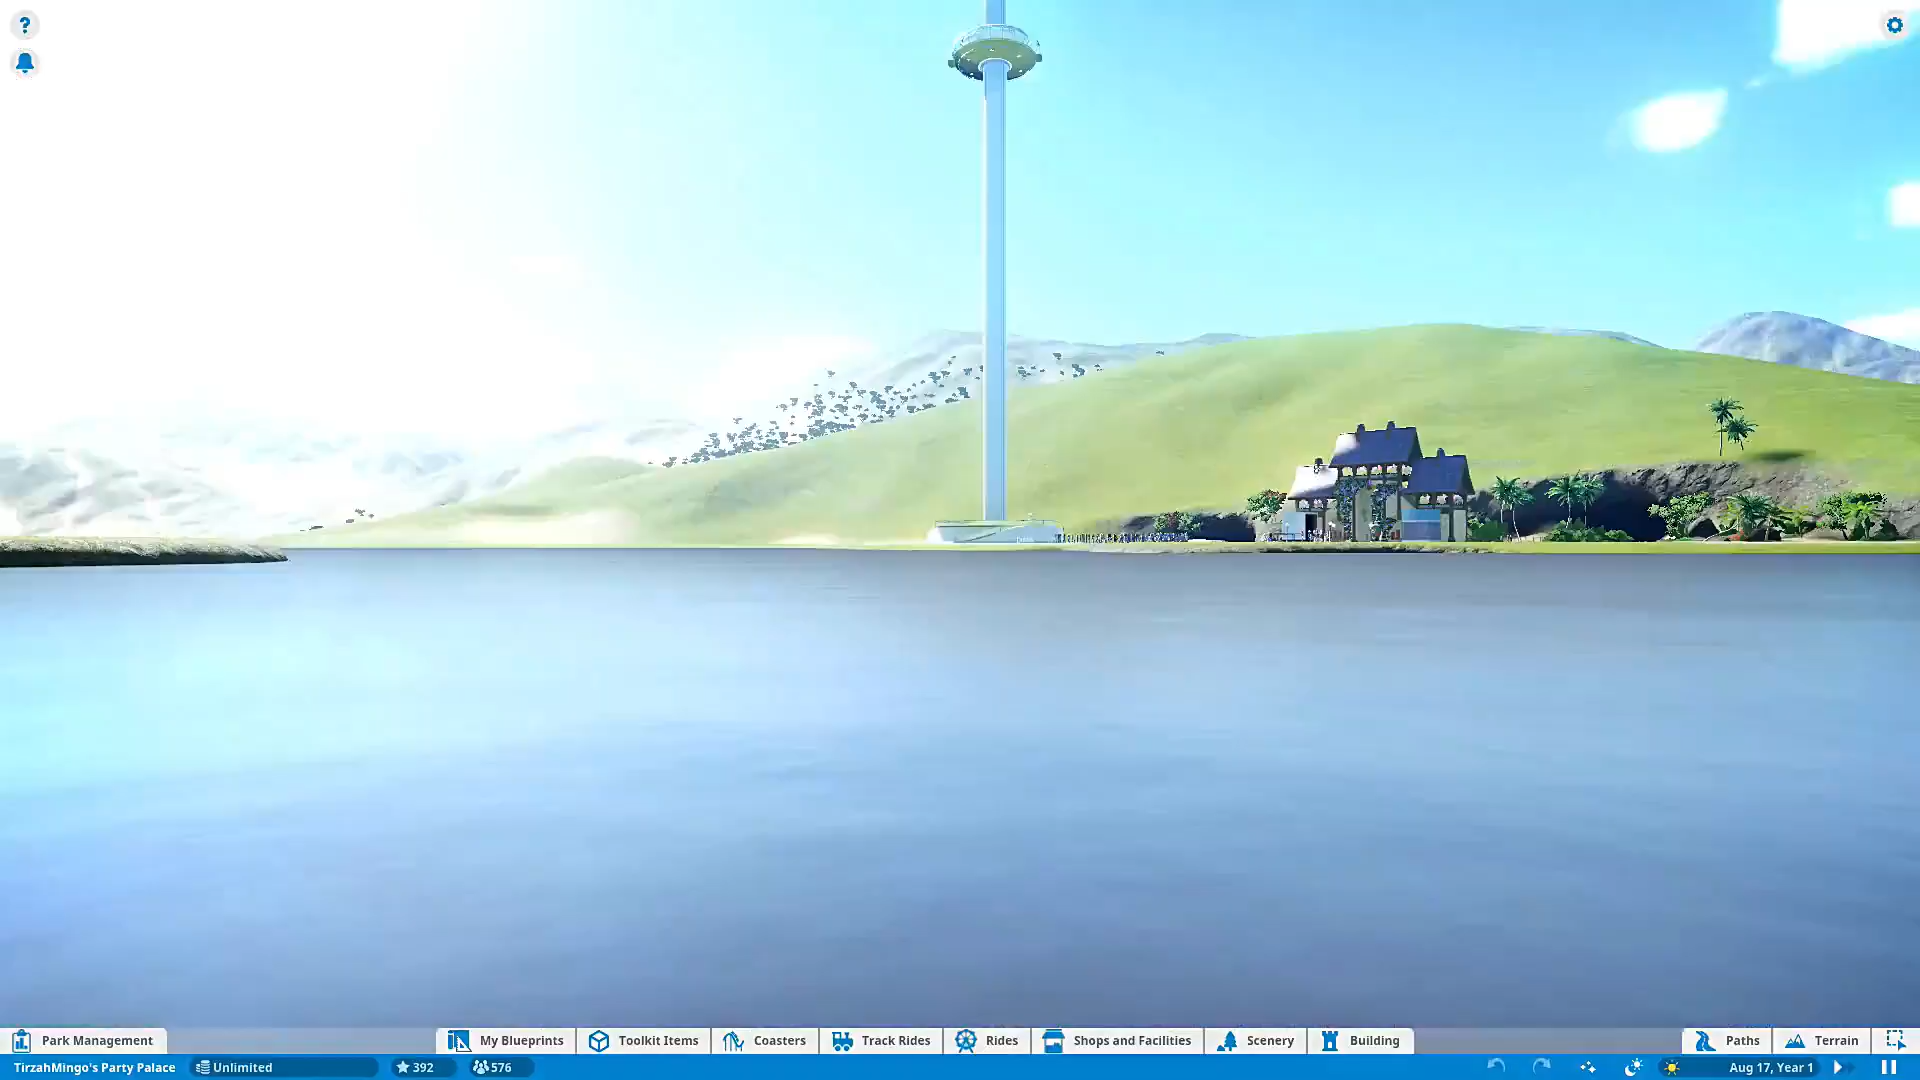 ?
Park Management
My Blueprints
Toolkit Items
Coasters
Track Rides
Rides
Shops and Facilities
Scenery
Building
Paths
Terrain
TirzahMingo's Party Palace
Unlimited
392
576
Aug 17, Year 1